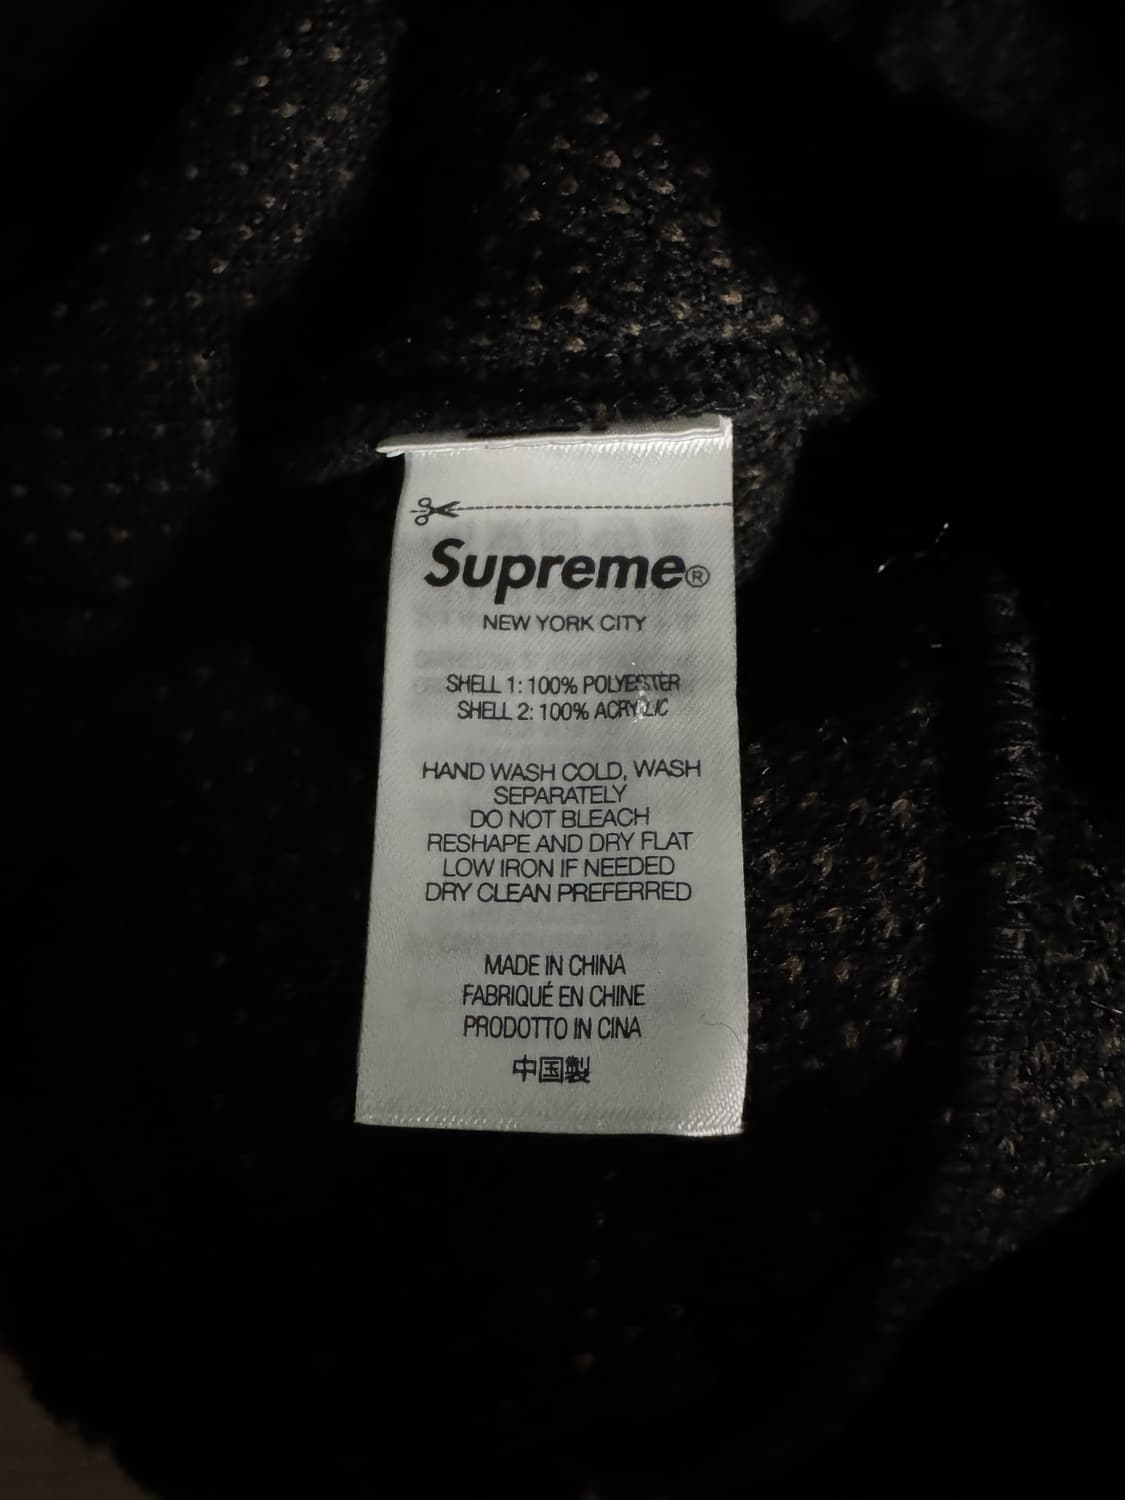 Supreme®
NEW YORK CITY
SHELL 1: 100% POLYESTER
SHELL 2: 100% ACRYLIC
HAND WASH COLD, WASH
SEPARATELY
DO NOT BLEACH
RESHAPE AND DRY FLAT
LOW IRON IF NEEDED
DRY CLEAN PREFERRED
MADE IN CHINA
FABRIQUÉ EN CHINE
PRODOTTO IN CINA
中国製